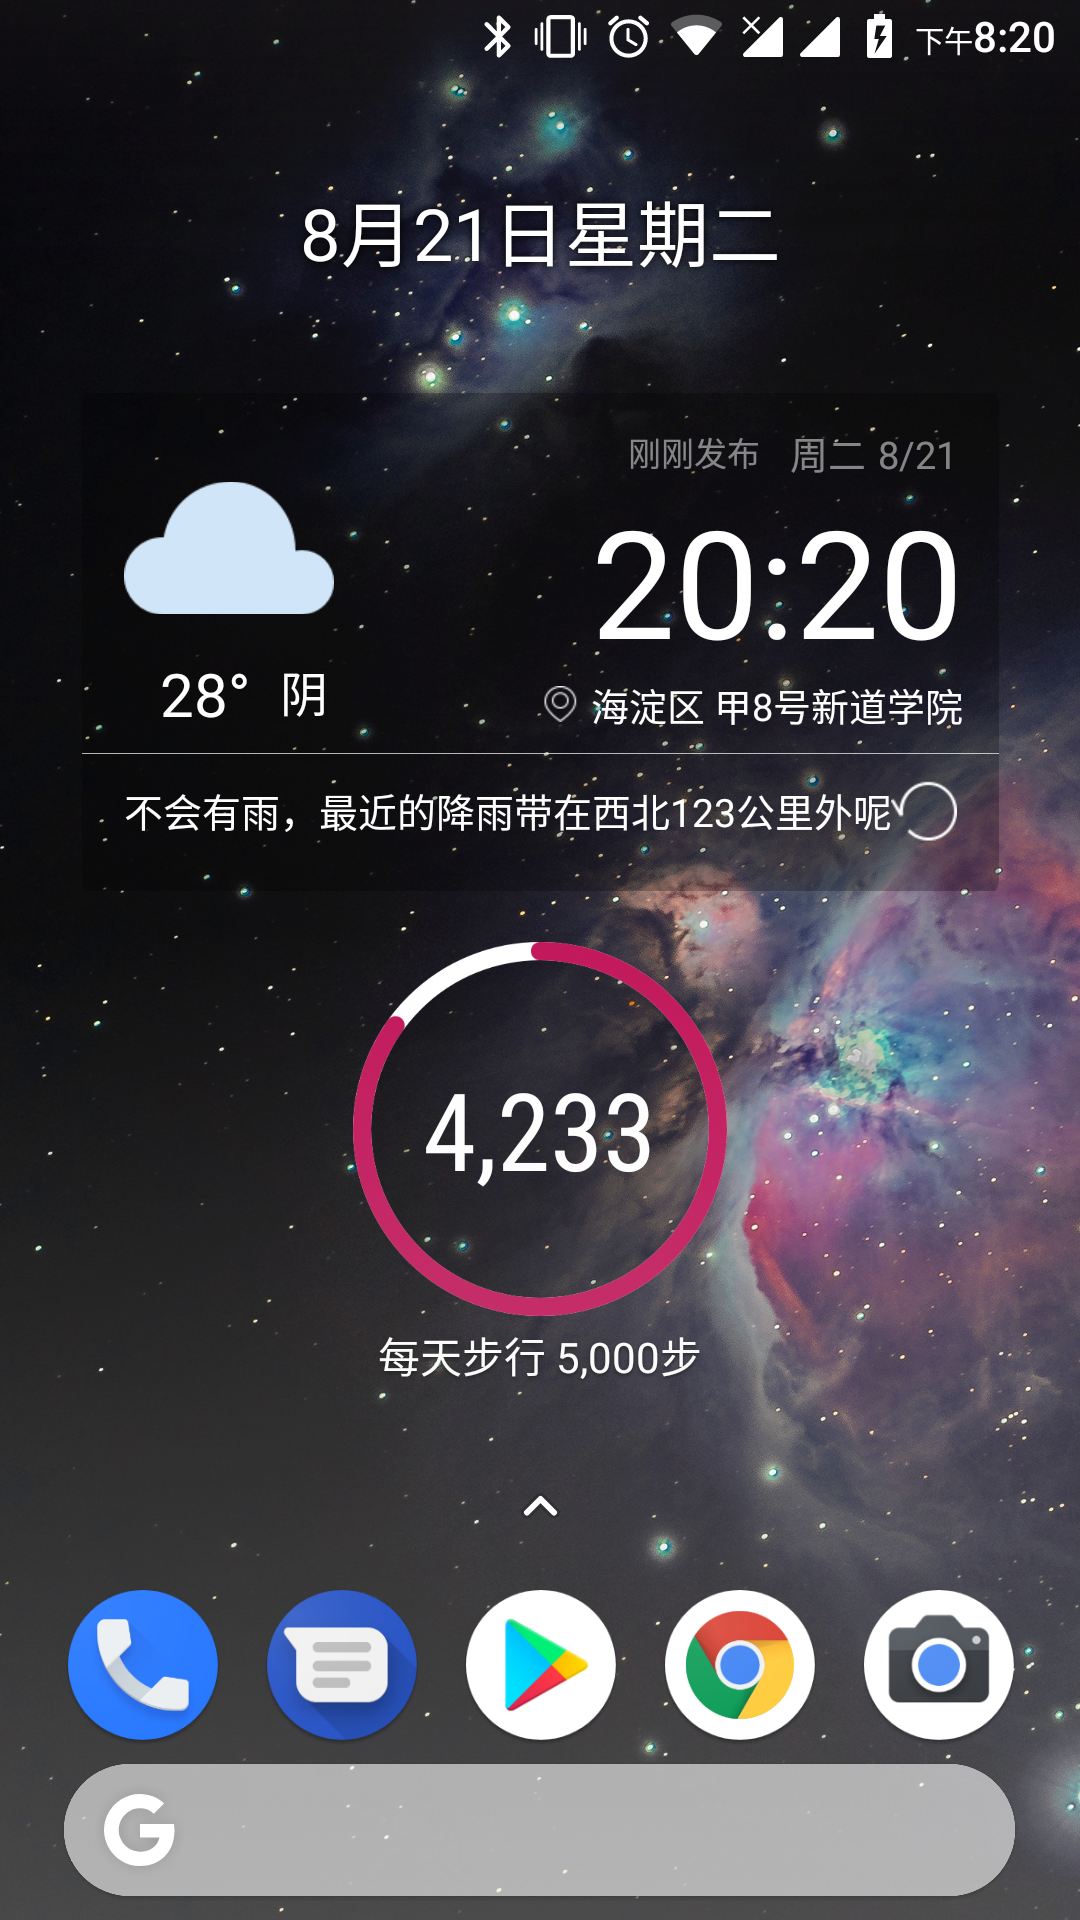 下午8:20
8月21日星期二
刚刚发布 周二 8/21
20:20
28° 阴
海淀区 甲8号新道学院
不会有雨，最近的降雨带在西北123公里外呢
4,233
每天步行 5,000步
G